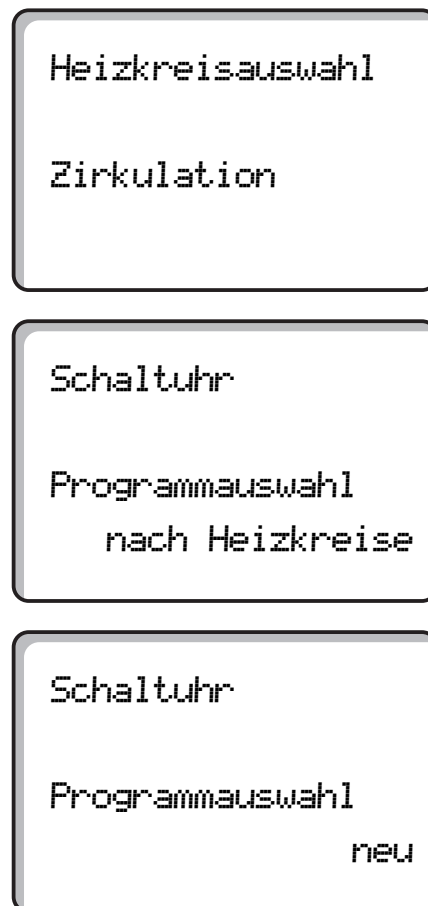 Heizkreisauswahl
Zirkulation
Schaltuhr
Programmauswahl
nach Heizkreise
Schaltuhr
Programmauswahl
neu